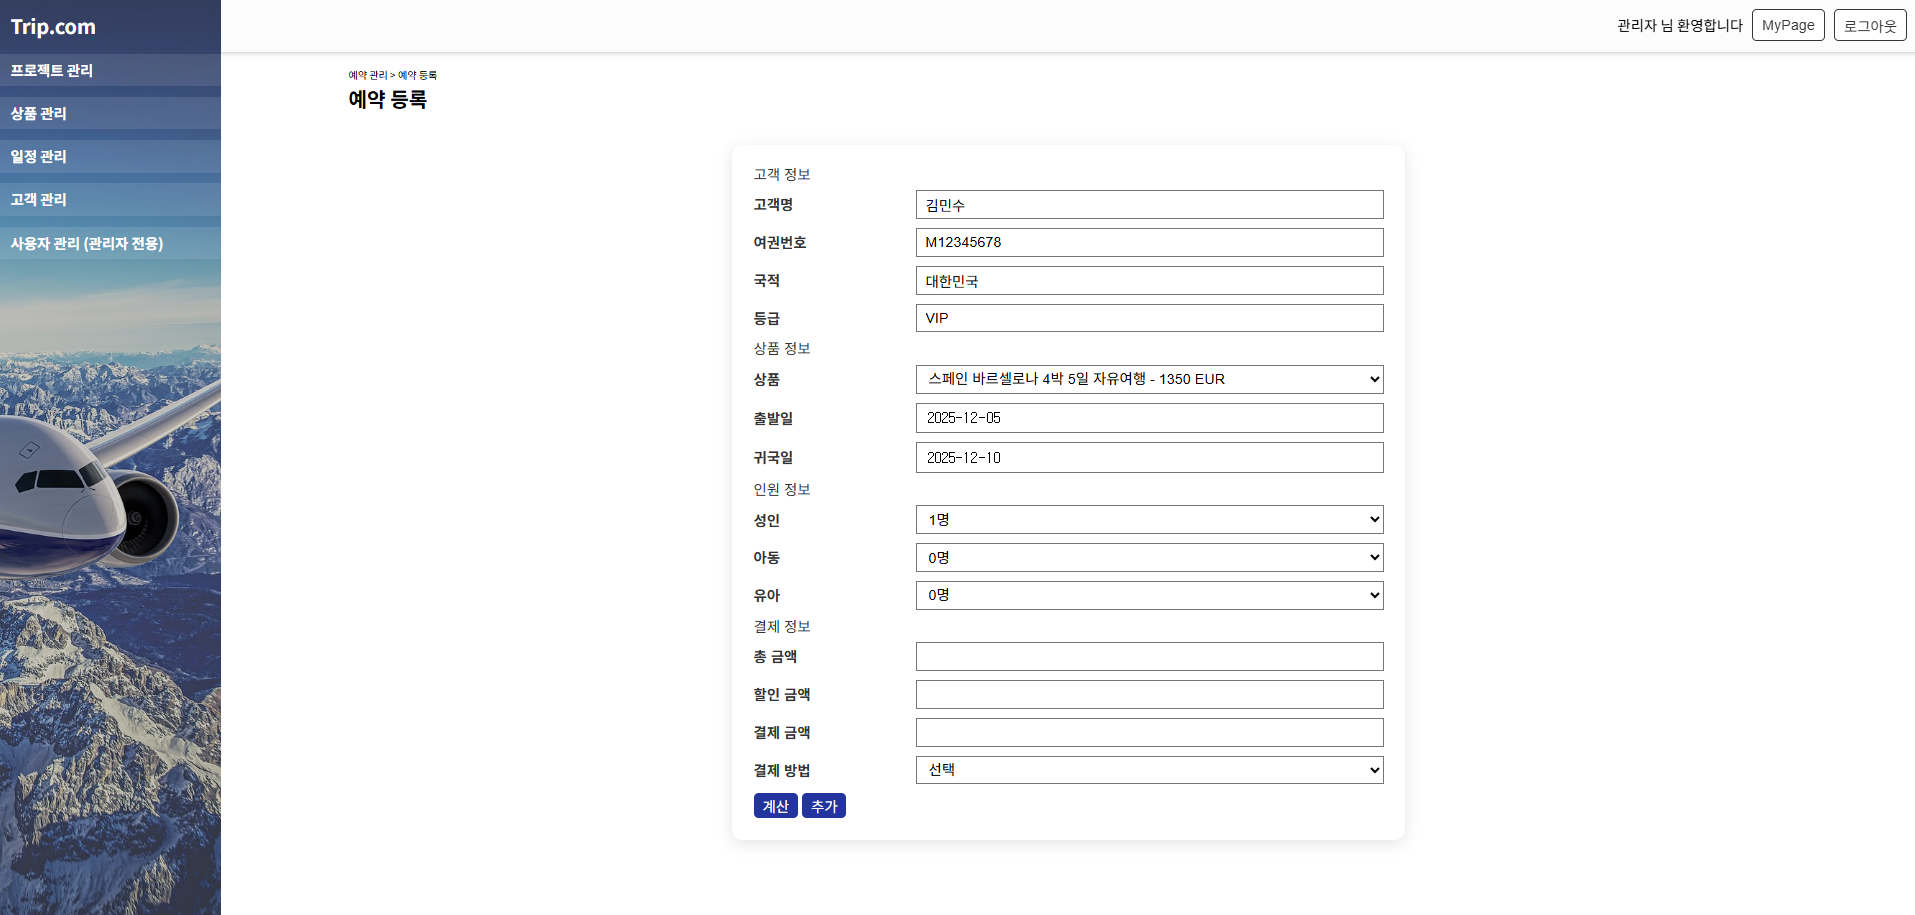 Trip.com
관리자 님 환영합니다 MyPage 로그아웃
프로젝트 관리
상품 관리
일정 관리
고객 관리
사용자 관리 (관리자 전용)
예약 관리 > 예약 등록
예약 등록
고객 정보
고객명 김민수
여권번호 M12345678
국적 대한민국
등급 VIP
상품 정보
상품 스페인 바르셀로나 4박 5일 자유여행 - 1350 EUR
출발일 2025-12-05
귀국일 2025-12-10
인원 정보
성인 1명
아동 0명
유아 0명
결제 정보
총 금액
할인 금액
결제 금액
결제 방법 선택
계산 추가